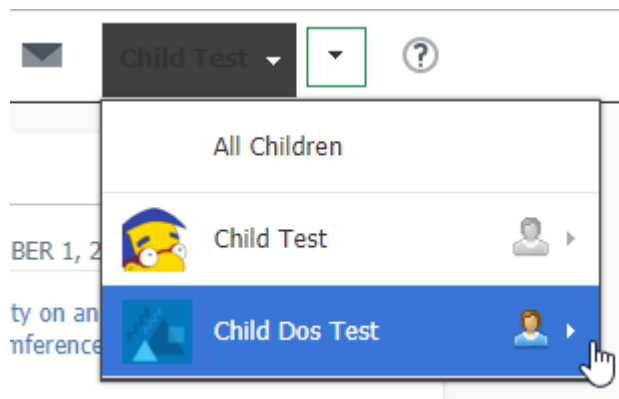 Child Test
?
All Children
Child Test
BER 1, 2
Child Dos Test
ty on an
nference